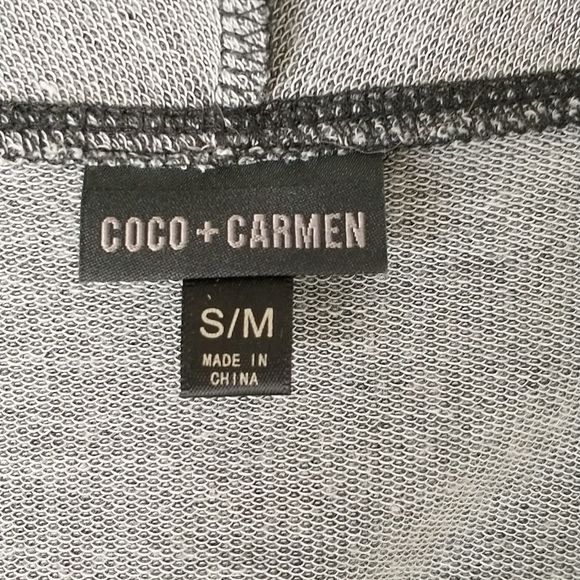 COCO + CARMEN
S/M
MADE IN
CHINA